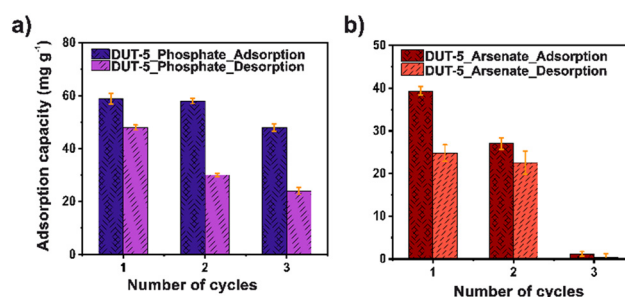 a)
DUT-5_Phosphate_Adsorption
DUT-5_Phosphate_Desorption
Adsorption capacity (mg g⁻¹)
80
60
40
20
0
1 2 3
Number of cycles
b)
DUT-5_Arsenate_Adsorption
DUT-5_Arsenate_Desorption
50
40
30
20
10
0
1 2 3
Number of cycles